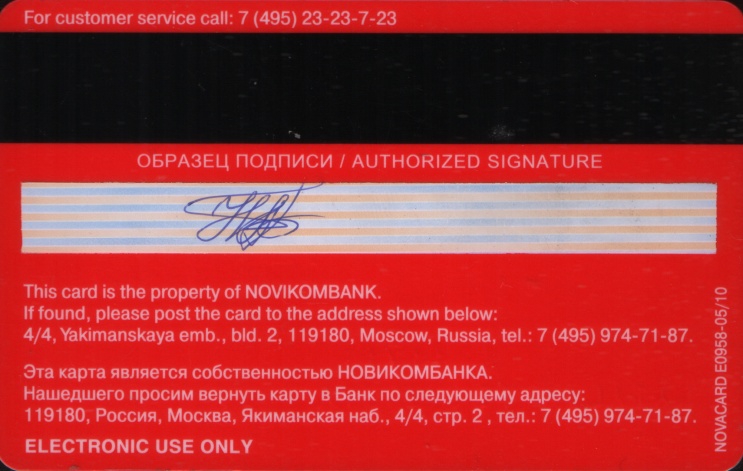 For customer service call: 7 (495) 23-23-7-23
ОБРАЗЕЦ ПОДПИСИ / AUTHORIZED SIGNATURE
This card is the property of NOVIKOMBANK.
If found, please post the card to the address shown below:
4/4, Yakimanskaya emb., bld. 2, 119180, Moscow, Russia, tel.: 7 (495) 974-71-87.
Эта карта является собственностью НОВИКОМБАНКА.
Нашедшего просим вернуть карту в Банк по следующему адресу:
119180, Россия, Москва, Якиманская наб., 4/4, стр. 2 , тел.: 7 (495) 974-71-87.
ELECTRONIC USE ONLY
NOVACARD E0958-05/10